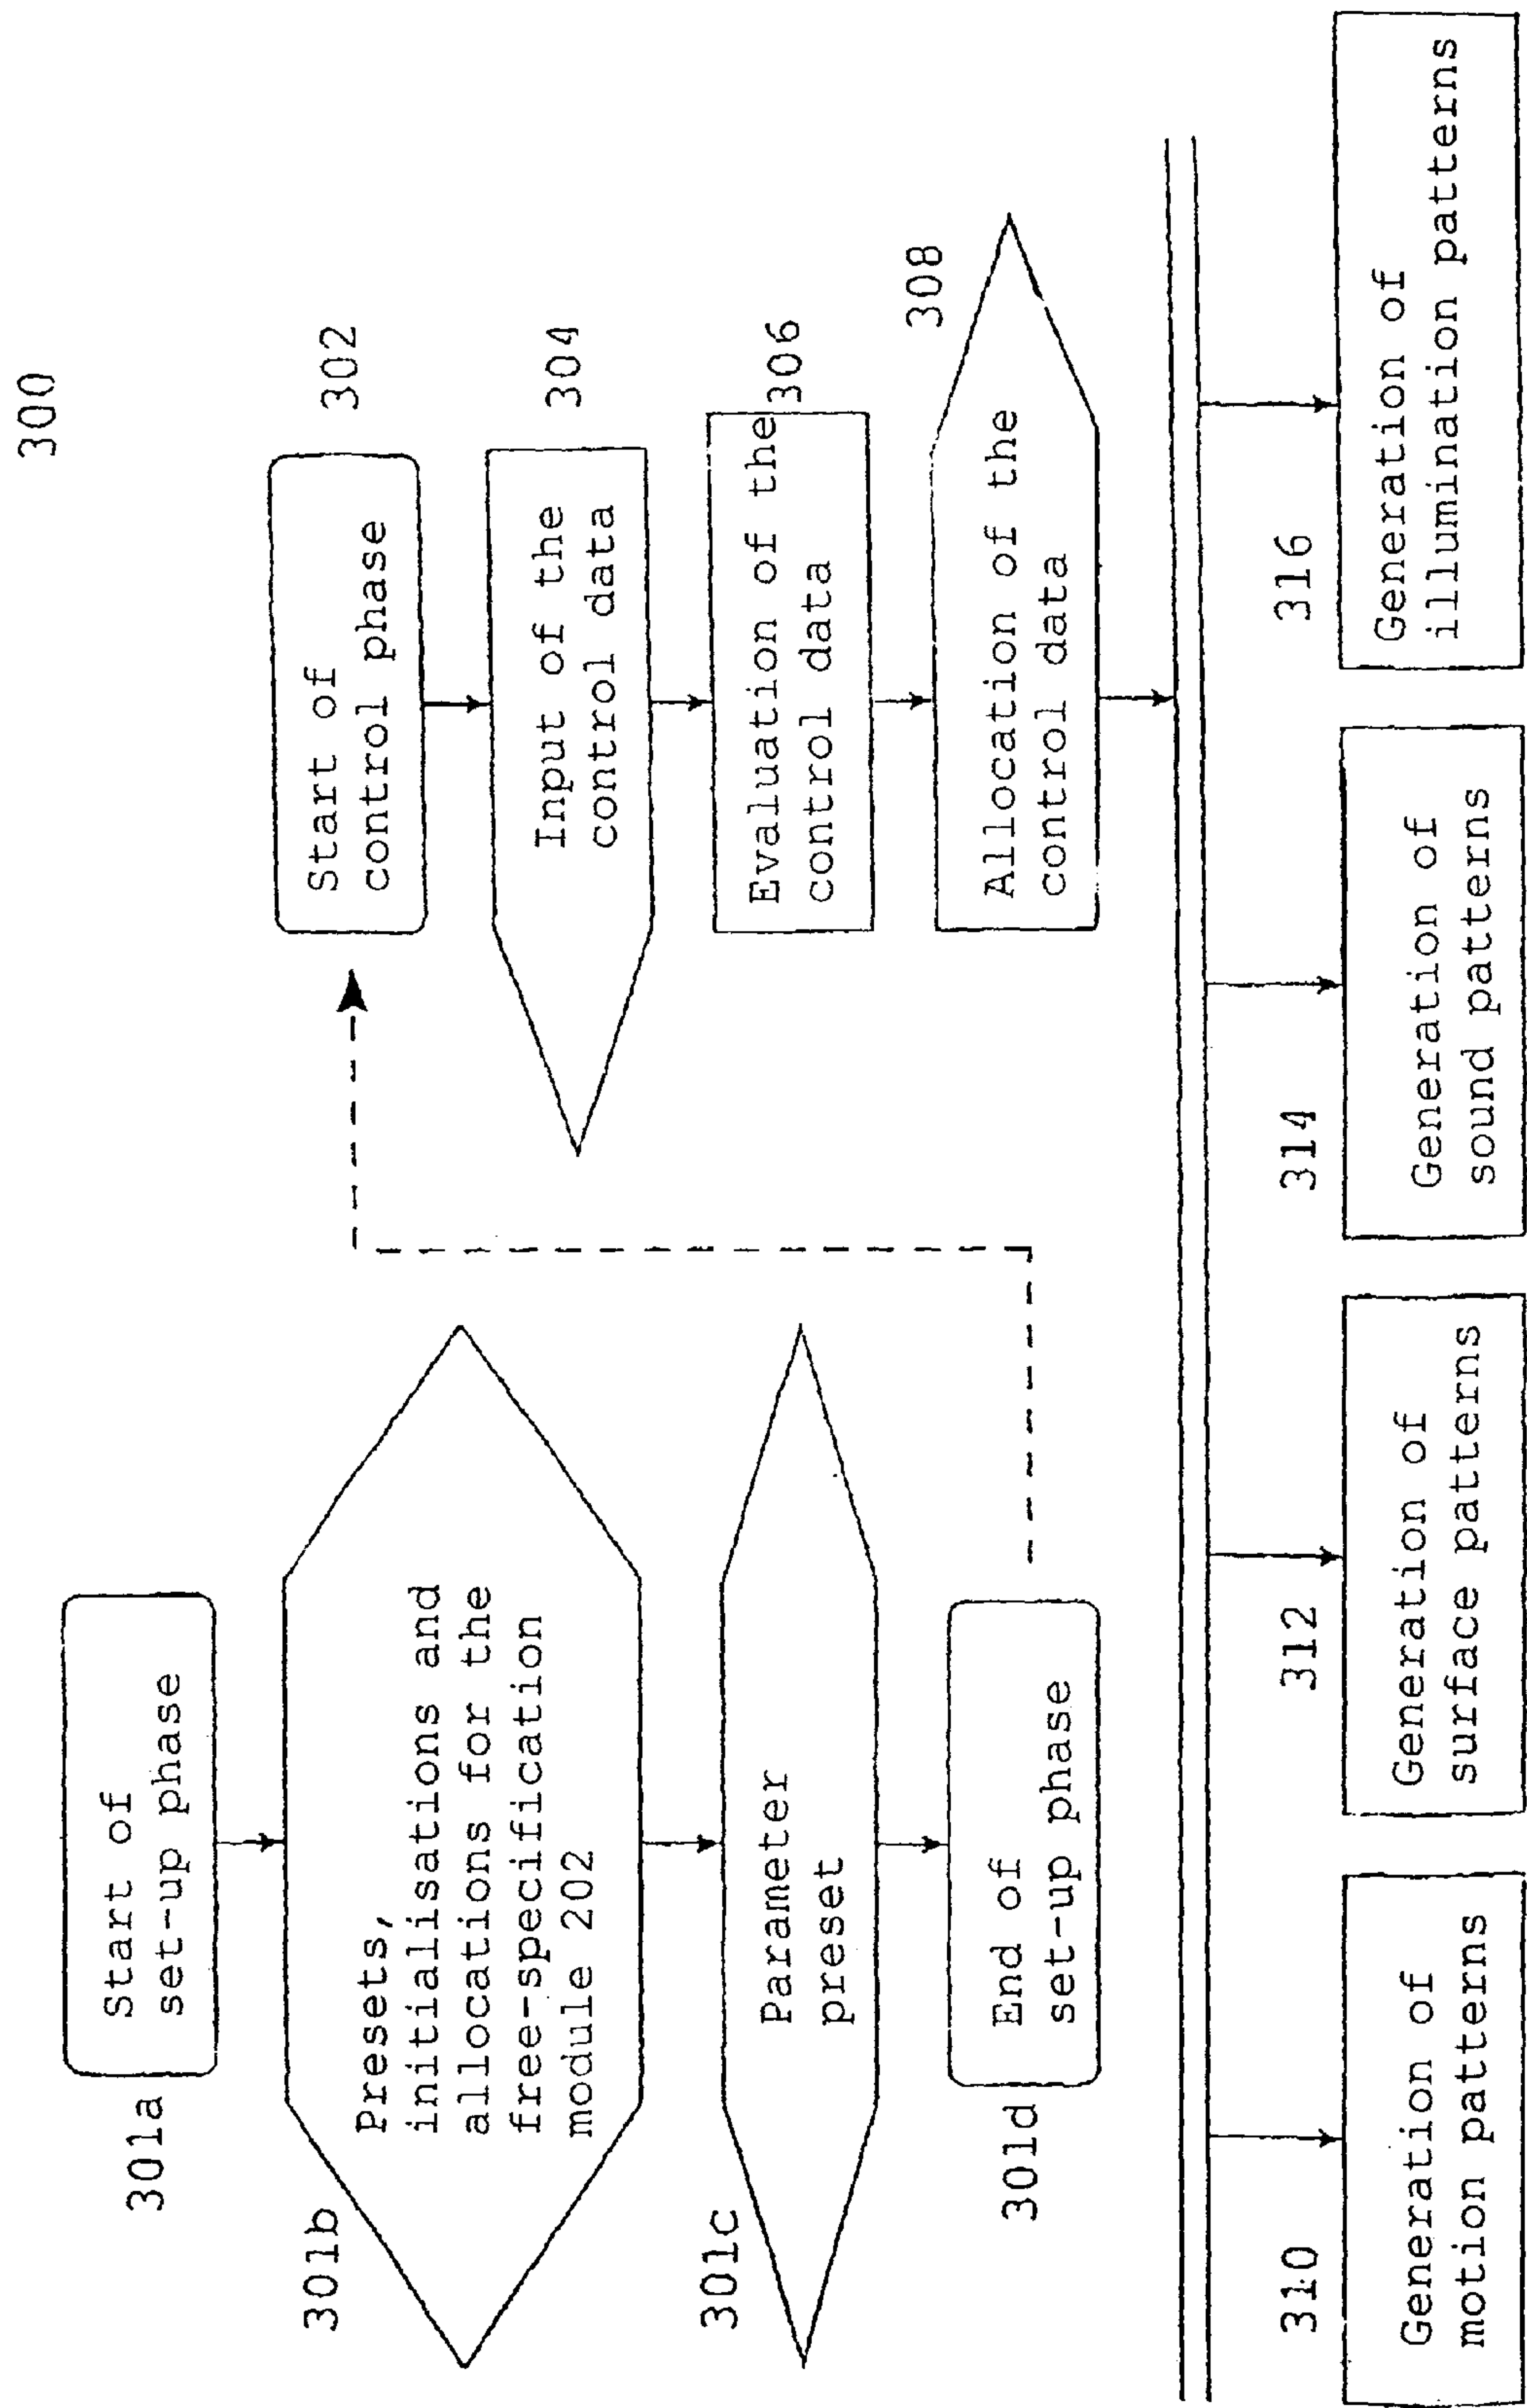 300
301a
Start of
set-up phase
301b
Presets,
initialisations and
allocations for the
free-specification
module 202
301c
Parameter
preset
301d
End of
set-up phase
302
Start of
control phase
304
Input of the
control data
306
Evaluation of the
control data
308
Allocation of the
control data
310
Generation of
motion patterns
312
Generation of
surface patterns
314
Generation of
sound patterns
316
Generation of
illumination patterns